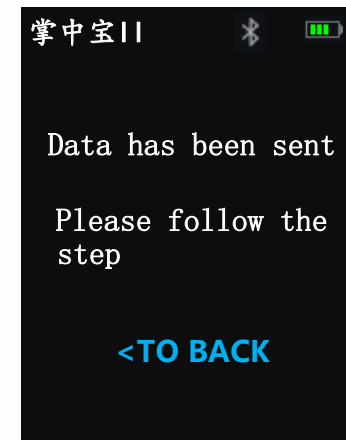 掌中宝II
Data has been sent
Please follow the
step
<TO BACK